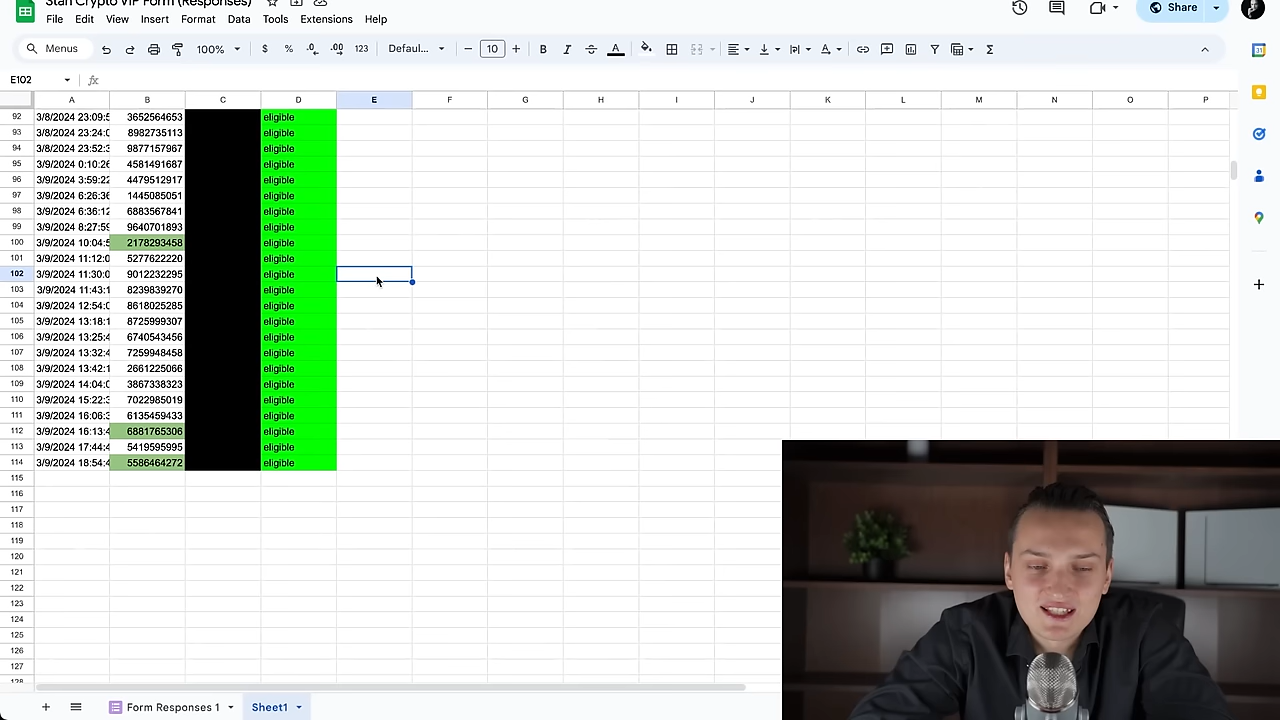 Stan Crypto VIP Form (Responses)
File Edit View Insert Format Data Tools Extensions Help
Share
Menus 100% $ % .0 .00 123 Defaul... 10 B I A
E102 fx
A B C D E F G H I J K L M N O P
92 3/8/2024 23:09:5 3652564653 eligible
93 3/8/2024 23:24:0 8982735113 eligible
94 3/8/2024 23:52:3 9877157967 eligible
95 3/9/2024 0:10:26 4581491687 eligible
96 3/9/2024 3:59:22 4479512917 eligible
97 3/9/2024 6:26:36 1445085051 eligible
98 3/9/2024 6:36:12 6883567841 eligible
99 3/9/2024 8:27:59 9640701893 eligible
100 3/9/2024 10:04:5 2178293458 eligible
101 3/9/2024 11:12:0 5277622220 eligible
102 3/9/2024 11:30:0 9012232295 eligible
103 3/9/2024 11:43:1 8239839270 eligible
104 3/9/2024 12:54:0 8618025285 eligible
105 3/9/2024 13:18:1 8725999307 eligible
106 3/9/2024 13:25:4 6740543456 eligible
107 3/9/2024 13:32:4 7259948458 eligible
108 3/9/2024 13:42:1 2661225066 eligible
109 3/9/2024 14:04:0 3867338323 eligible
110 3/9/2024 15:22:3 7022985019 eligible
111 3/9/2024 16:06:3 6135459433 eligible
112 3/9/2024 16:13:4 6881765306 eligible
113 3/9/2024 17:44:4 5419595995 eligible
114 3/9/2024 18:54:4 5586464272 eligible
115
116
117
118
119
120
121
122
123
124
125
126
127
128
Form Responses 1 Sheet1